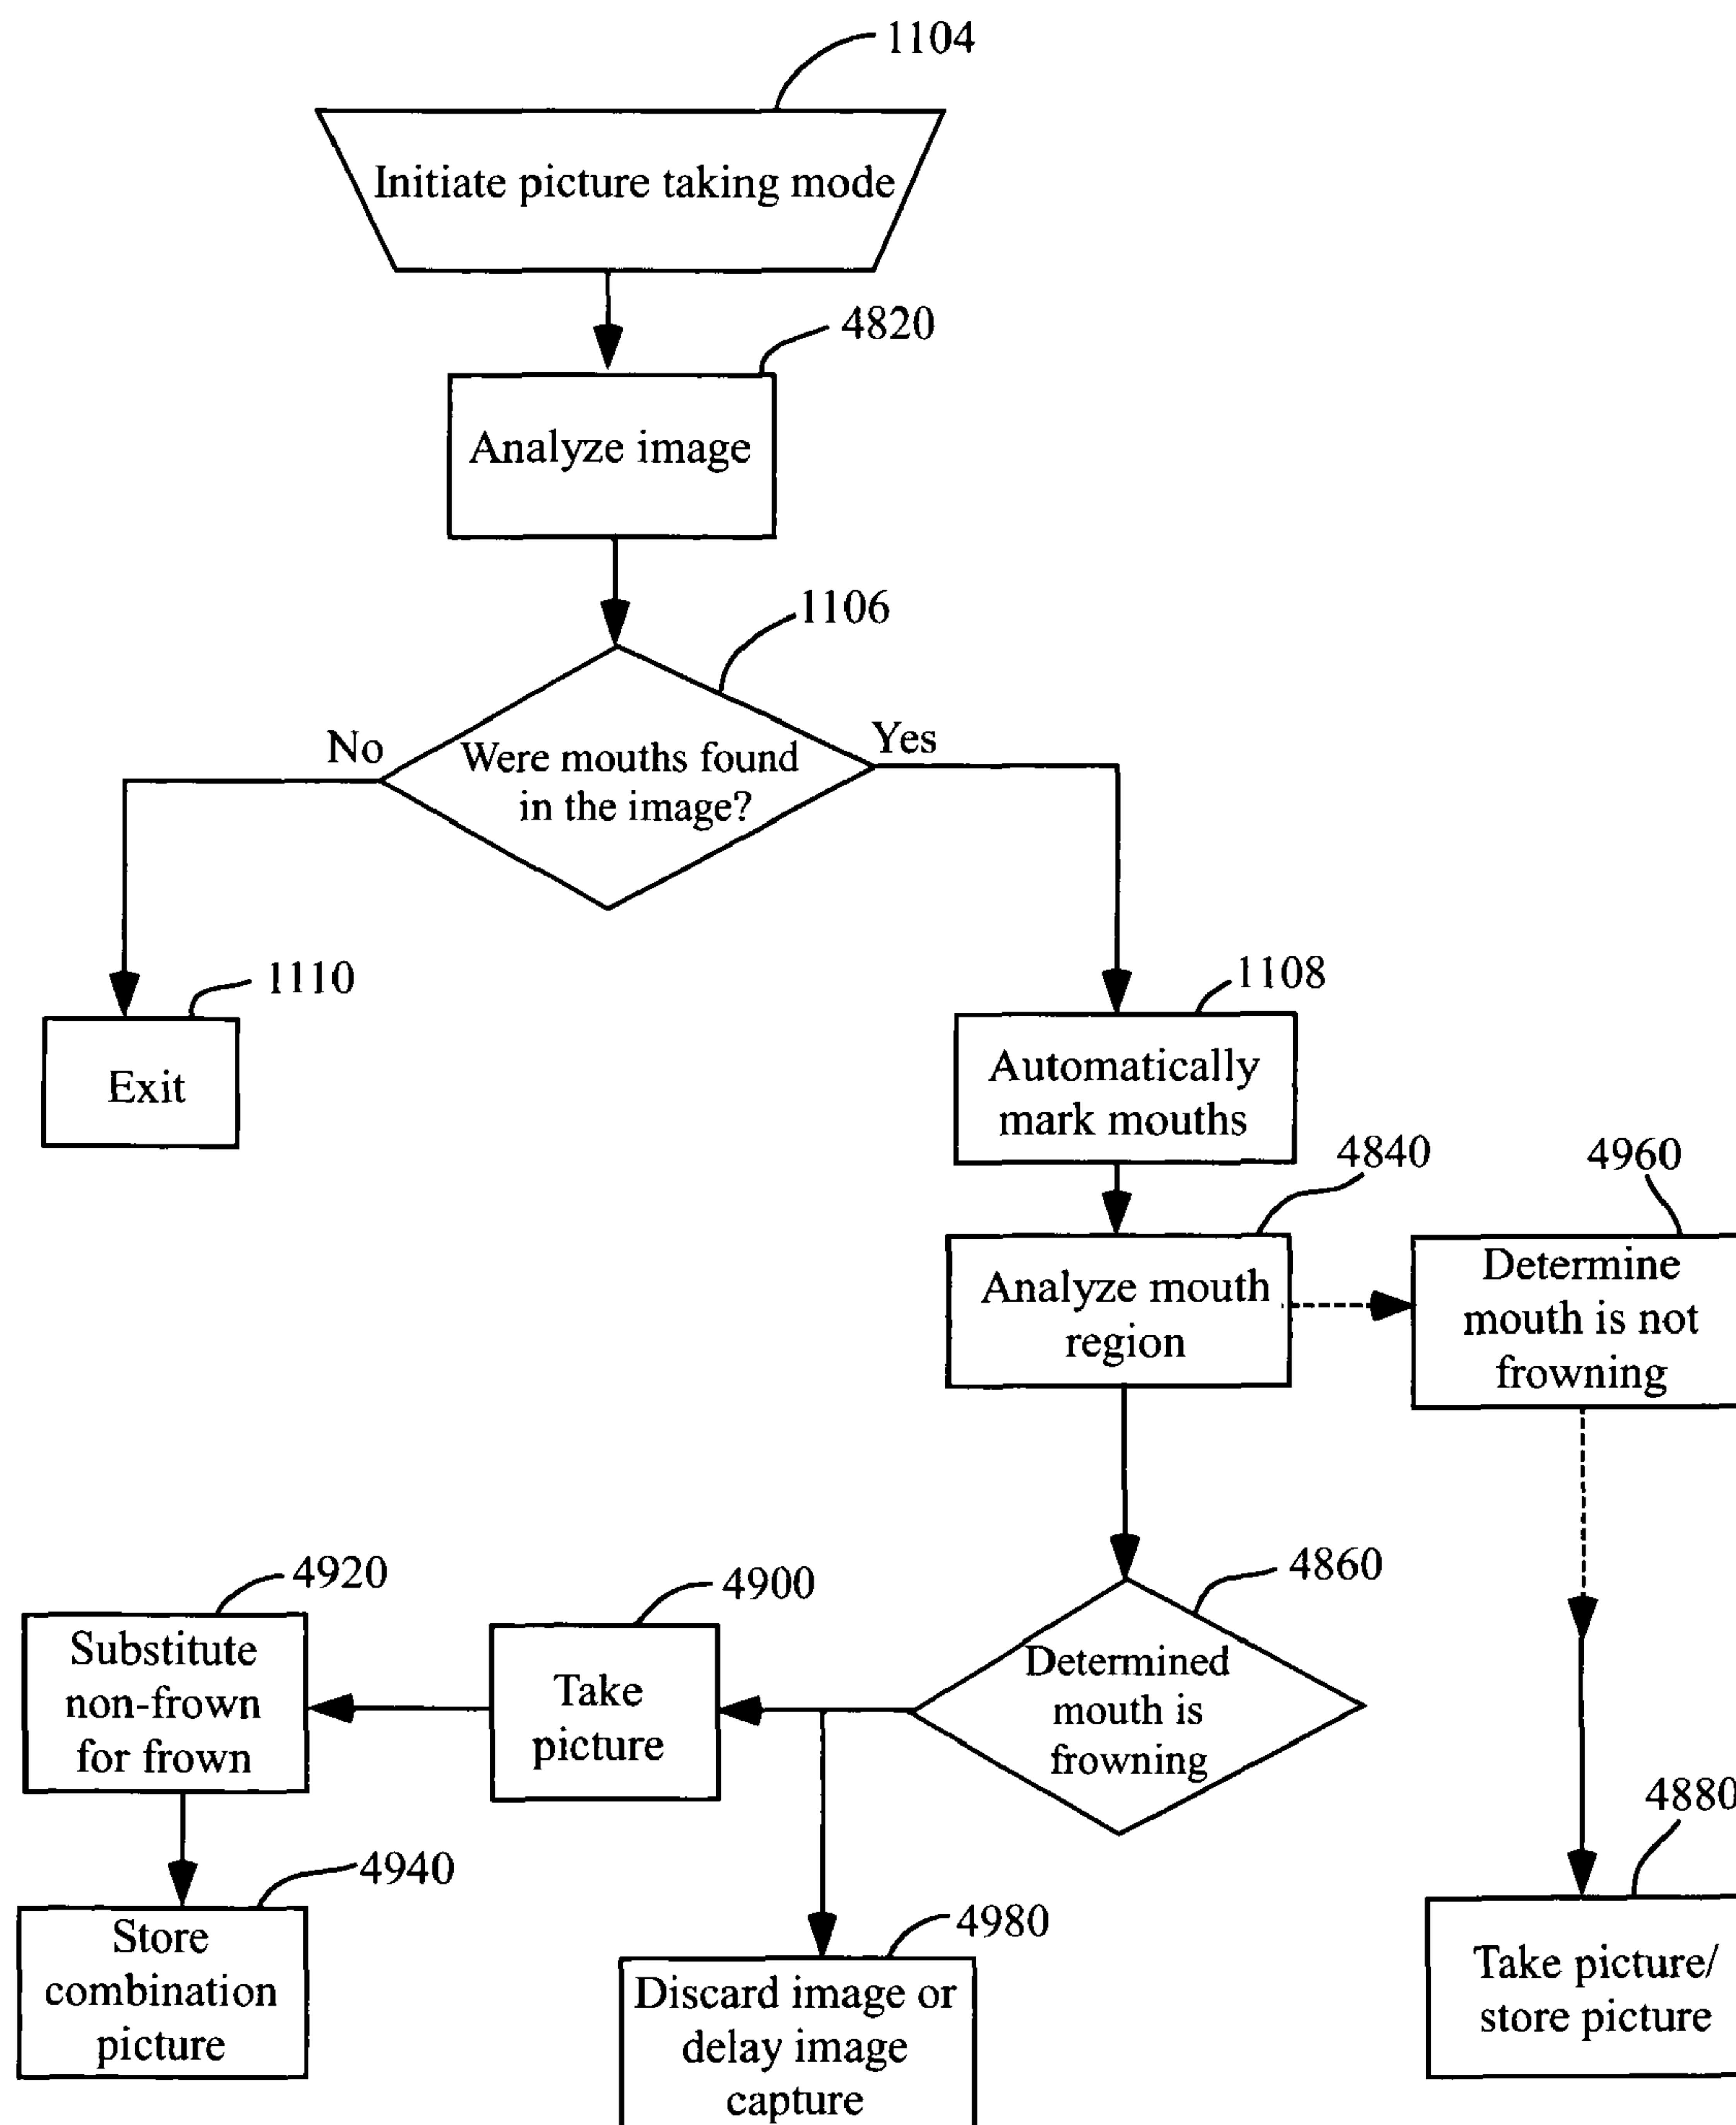 1104
Initiate picture taking mode
4820
Analyze image
1106
No
Yes
Were mouths found
in the image?
1110
Exit
1108
Automatically
mark mouths
4840
Analyze mouth
region
4960
Determine
mouth is not
frowning
4860
Determined
mouth is
frowning
4900
Take
picture
4920
Substitute
non-frown
for frown
4940
Store
combination
picture
4980
Discard image or
delay image
capture
4880
Take picture/
store picture